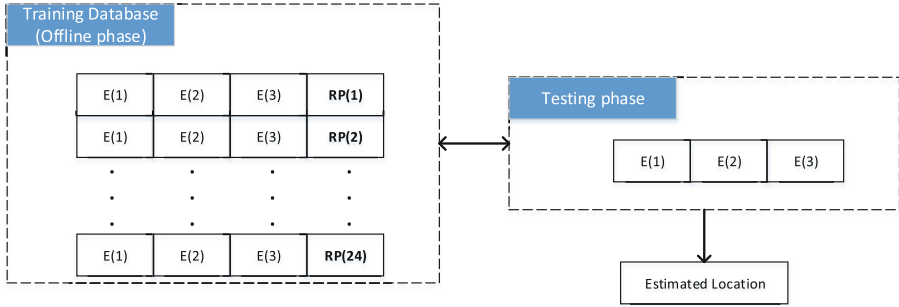 Training Database
(Offline phase)
E(1) E(2) E(3) RP(1)
E(1) E(2) E(3) RP(2)
E(1) E(2) E(3) RP(24)
Testing phase
E(1) E(2) E(3)
Estimated Location